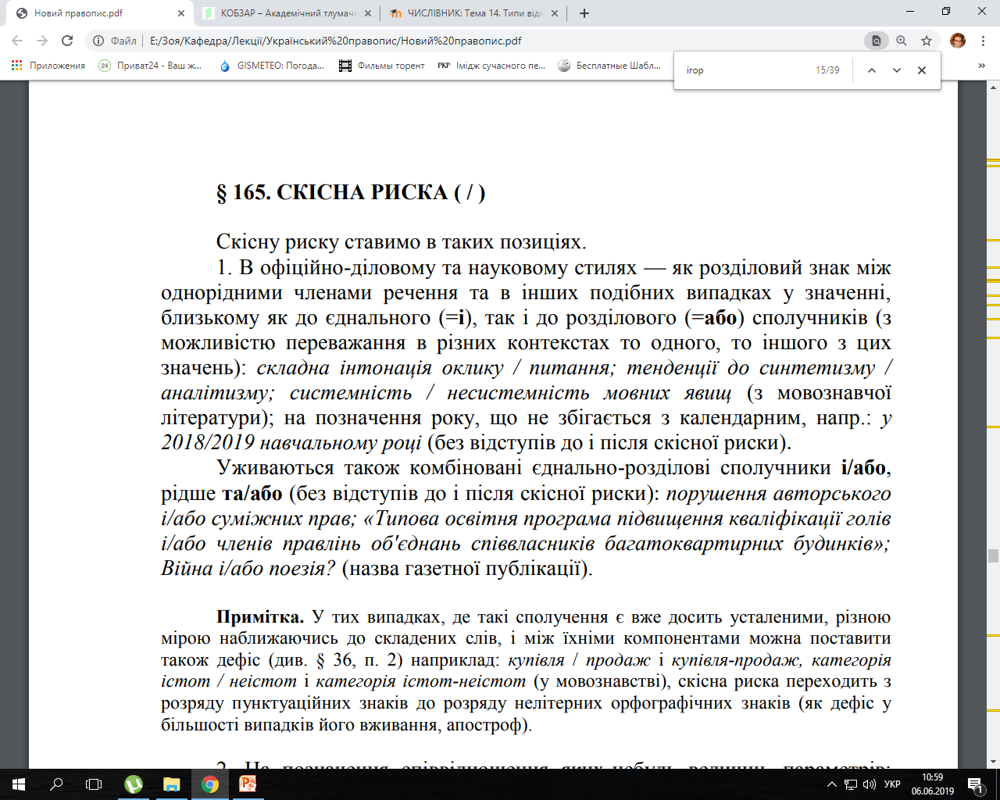 Новий правопис.pdf
КОБЗАР – Академічний тлумачн
ЧИСЛІВНИК: Тема 14. Типи відм
Файл | E:/Зоя/Кафедра/Лекції/Український%20правопис/Новий%20правопис.pdf
Приложения
Приват24 - Ваш ж...
GISMETEO: Погода...
Фильмы торент
РКР Імідж сучасного пе...
Бесплатные Шабл...
»
ігор 15/39
§ 165. СКІСНА РИСКА ( / )
Скісну риску ставимо в таких позиціях.
1. В офіційно-діловому та науковому стилях — як розділовий знак між
однорідними членами речення та в інших подібних випадках у значенні,
близькому як до єднального (=і), так і до розділового (=або) сполучників (з
можливістю переважання в різних контекстах то одного, то іншого з цих
значень): складна інтонація оклику / питання; тенденції до синтетизму /
аналітизму; системність / несистемність мовних явищ (з мовознавчої
літератури); на позначення року, що не збігається з календарним, напр.: у
2018/2019 навчальному році (без відступів до і після скісної риски).
Уживаються також комбіновані єднально-розділові сполучники і/або,
рідше та/або (без відступів до і після скісної риски): порушення авторського
і/або суміжних прав; «Типова освітня програма підвищення кваліфікації голів
і/або членів правлінь об'єднань співвласників багатоквартирних будинків»;
Війна і/або поезія? (назва газетної публікації).
Примітка. У тих випадках, де такі сполучення є вже досить усталеними, різною
мірою наближаючись до складених слів, і між їхніми компонентами можна поставити
також дефіс (див. § 36, п. 2) наприклад: купівля / продаж і купівля-продаж, категорія
істот / неістот і категорія істот-неістот (у мовознавстві), скісна риска переходить з
розряду пунктуаційних знаків до розряду нелітерних орфографічних знаків (як дефіс у
більшості випадків його вживання, апостроф).
2. На позначення співвідношення яких-небудь величин, параметрів:
УКР
10:59
06.06.2019
1